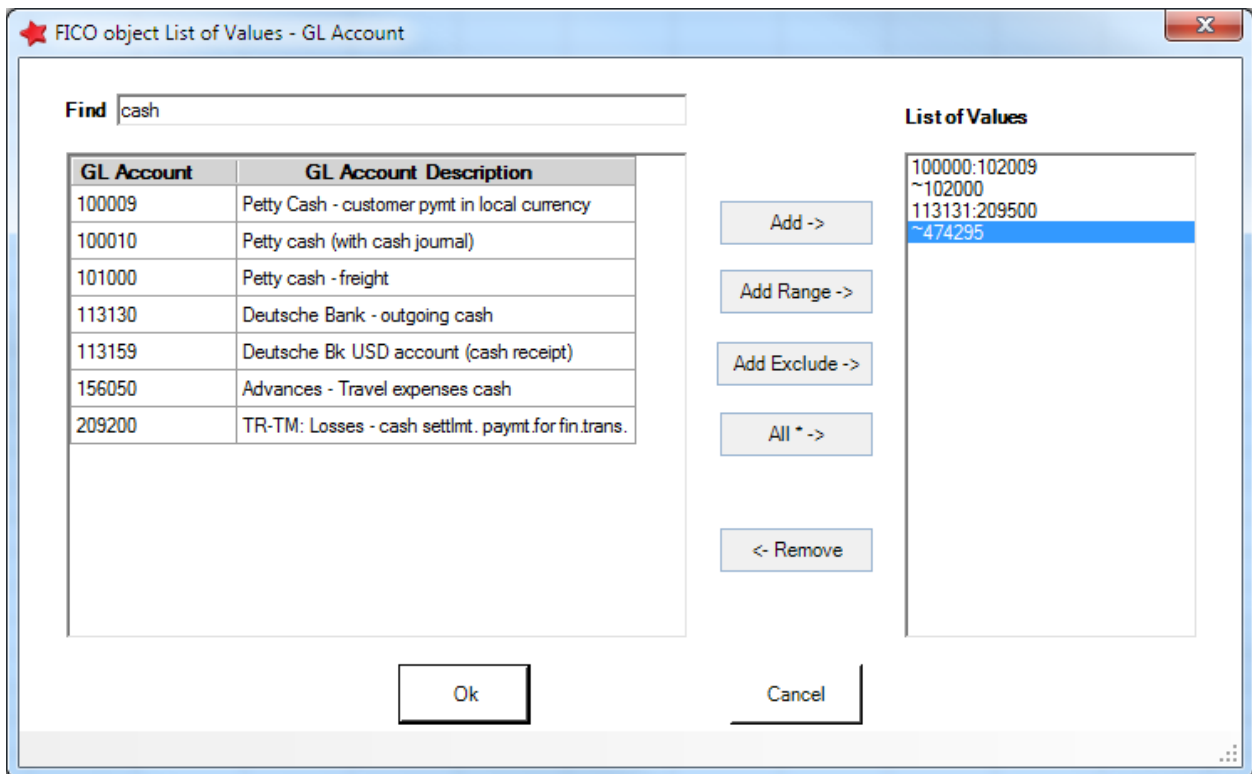 FICO object List of Values - GL Account
x
Find cash
List of Values
GL Account GL Account Description
100009 Petty Cash - customer pymt in local currency
100010 Petty cash (with cash journal)
101000 Petty cash - freight
113130 Deutsche Bank - outgoing cash
113159 Deutsche Bk USD account (cash receipt)
156050 Advances - Travel expenses cash
209200 TR-TM: Losses - cash settlmt. paymt.for fin.trans.
Add ->
Add Range ->
Add Exclude ->
All * ->
<- Remove
100000:102009
~102000
113131:209500
~474295
Ok
Cancel